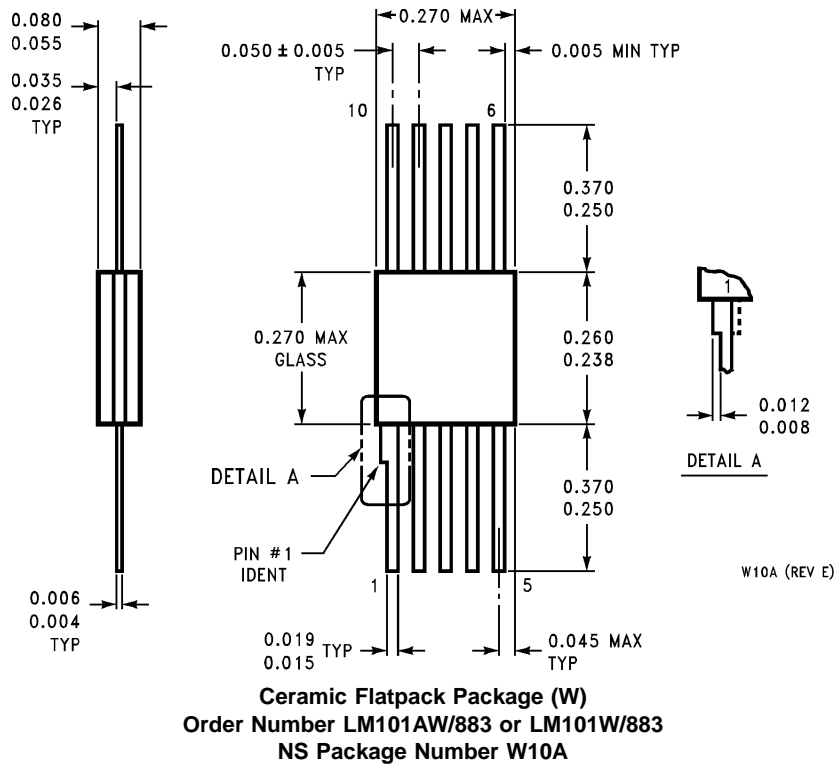 0.080
0.055
0.035
0.026
TYP
0.270 MAX
0.050 ± 0.005
TYP
0.005 MIN TYP
10
6
0.370
0.250
0.270 MAX
GLASS
0.260
0.238
1
0.012
0.008
DETAIL A
DETAIL A
0.370
0.250
PIN #1
IDENT
1
5
W10A (REV E)
0.006
0.004
TYP
0.019
0.015
TYP
0.045 MAX
TYP
Ceramic Flatpack Package (W)
Order Number LM101AW/883 or LM101W/883
NS Package Number W10A